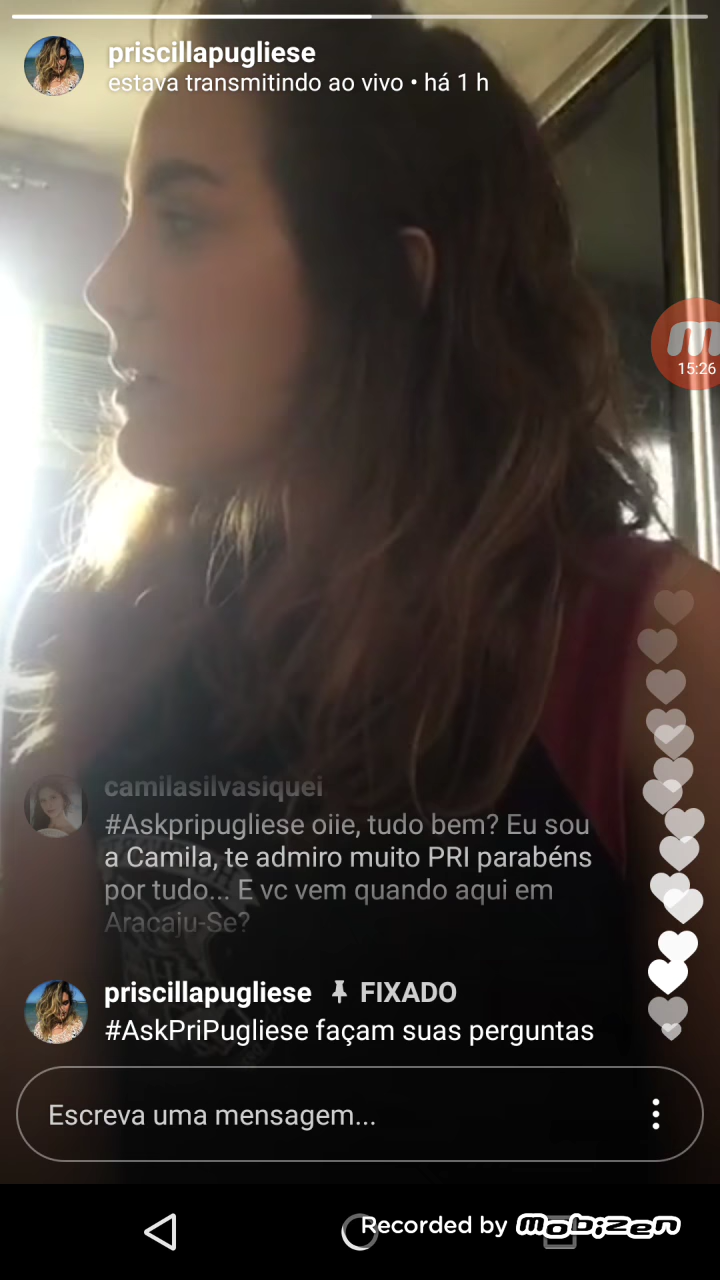 priscillapugliese
estava transmitindo ao vivo • há 1 h
15:26
camilasilvasiquei
#Askpripugliese oiie, tudo bem? Eu sou
a Camila, te admiro muito PRI parabéns
por tudo... E vc vem quando aqui em
Aracaju-Se?
priscillapugliese FIXADO
#AskPriPugliese façam suas perguntas
Escreva uma mensagem...
Recorded by mobizen